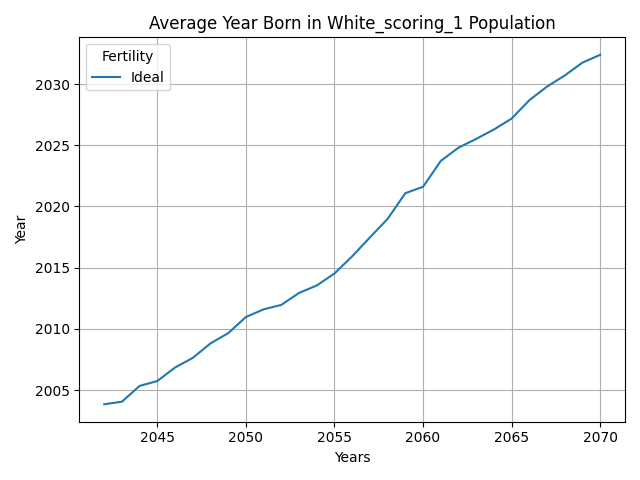 Average Year Born in White_scoring_1 Population
Fertility
Ideal
Year
2030
2025
2020
2015
2010
2005
2045 2050 2055 2060 2065 2070
Years